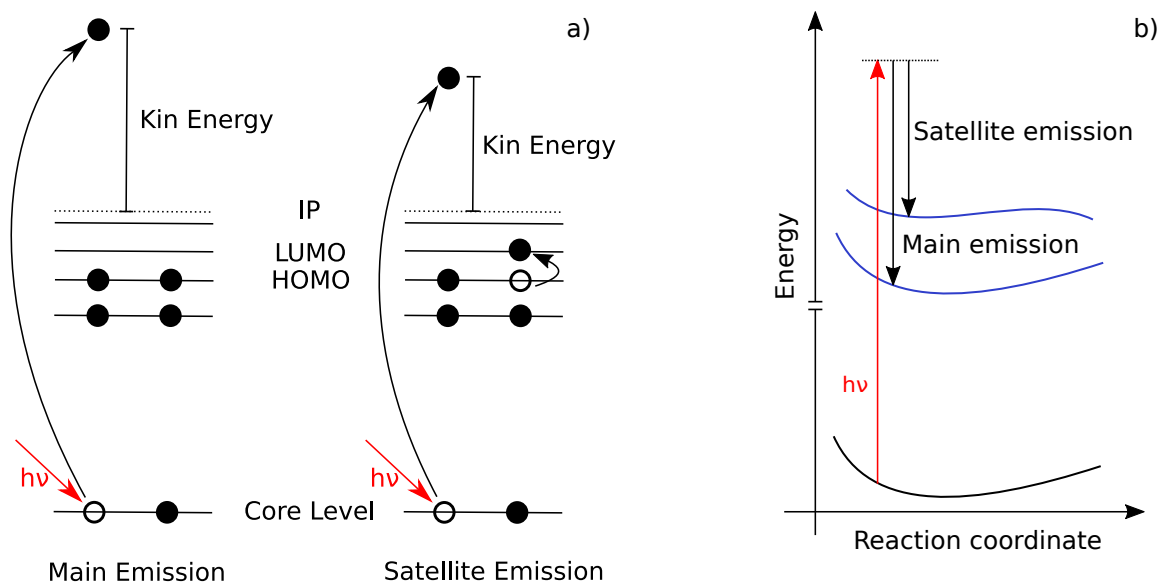 a)
Kin Energy
Kin Energy
IP
LUMO
HOMO
hν
hν
Core Level
Main Emission
Satellite Emission
b)
Satellite emission
Main emission
Energy
hν
Reaction coordinate